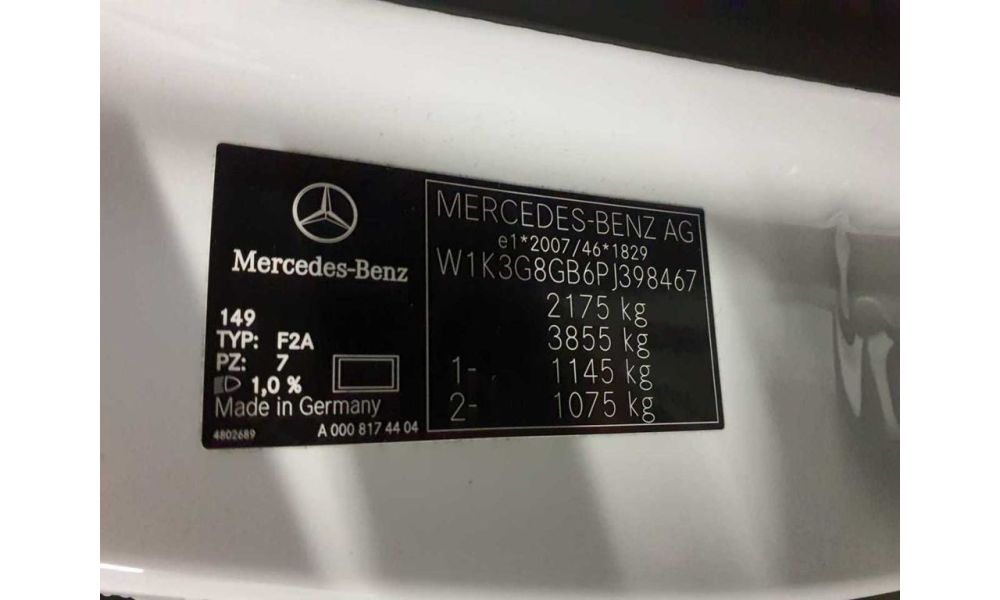 Mercedes-Benz
149
TYP: F2A
PZ: 7
1,0 %
Made in Germany
4802689 A 000 817 44 04
MERCEDES-BENZ AG
e1*2007/46*1829
W1K3G8GB6PJ398467
2175 kg
3855 kg
1- 1145 kg
2- 1075 kg